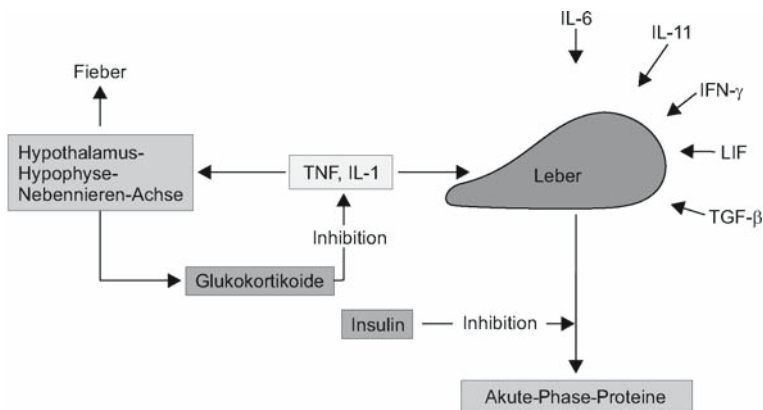 IL-6
IL-11
Fieber
IFN-γ
Hypothalamus-
Hypophyse-
Nebennieren-Achse
TNF, IL-1
Leber
LIF
TGF-β
Inhibition
Glukokortikoide
Insulin
Inhibition
Akute-Phase-Proteine